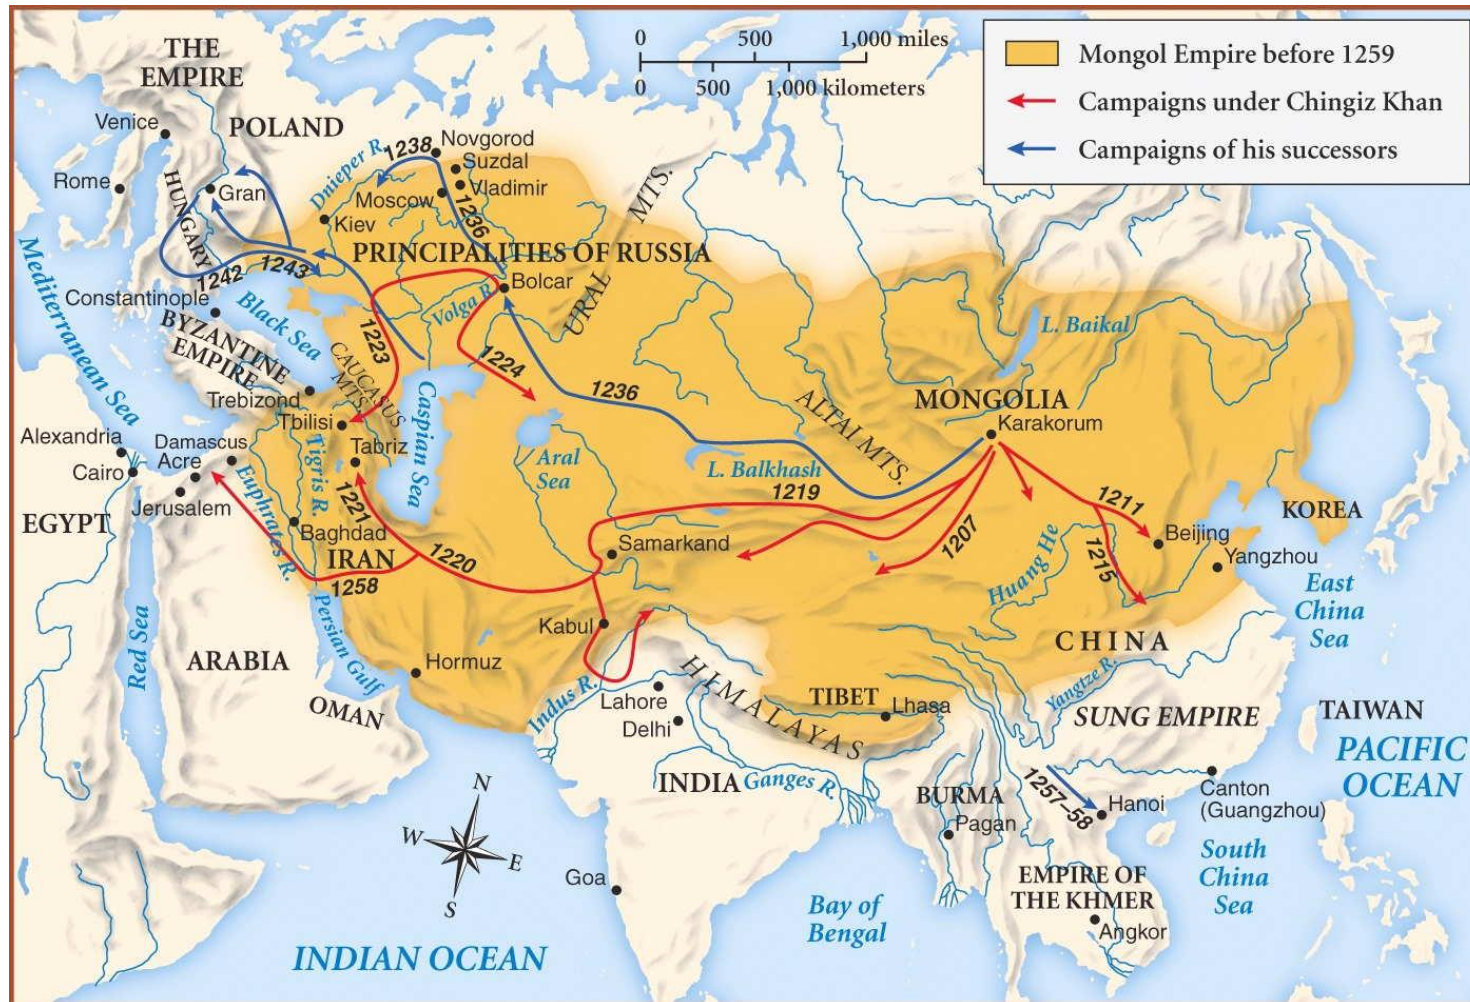 THE
EMPIRE
0 500 1,000 miles
0 500 1,000 kilometers
Mongol Empire before 1259
Campaigns under Chingiz Khan
Campaigns of his successors
Venice
POLAND
Rome
HUNGARY
Gran
Dnieper R.
1238
Novgorod
Suzdal
Vladimir
Moscow
1236
Kiev
PRINCIPALITIES OF RUSSIA
URAL MTS.
Bolcar
Volga R.
1242
1243
Mediterranean Sea
Constantinople
Black Sea
BYZANTINE
EMPIRE
Trebizond
1223
1224
CAUCASUS
MTS.
Caspian Sea
Tbilisi
Tabriz
Aral
Sea
1236
L. Balkhash
ALTAI MTS.
L. Baikal
MONGOLIA
Karakorum
1219
1207
1211
1215
Beijing
Yangzhou
KOREA
Huang He
East
China
Sea
Alexandria
Cairo
Damascus
Acre
Jerusalem
EGYPT
Euphrates R.
Tigris R.
Baghdad
IRAN
1221
1220
1258
Samarkand
Kabul
Red Sea
ARABIA
Persian Gulf
Hormuz
OMAN
Indus R.
Lahore
Delhi
HIMALAYAS
TIBET
Lhasa
CHINA
Yangtze R.
SUNG EMPIRE
TAIWAN
PACIFIC
OCEAN
INDIA
Ganges R.
BURMA
Pagan
1257–58
Hanoi
Canton
(Guangzhou)
South
China
Sea
EMPIRE OF
THE KHMER
Angkor
Goa
Bay of
Bengal
INDIAN OCEAN
N
W
E
S